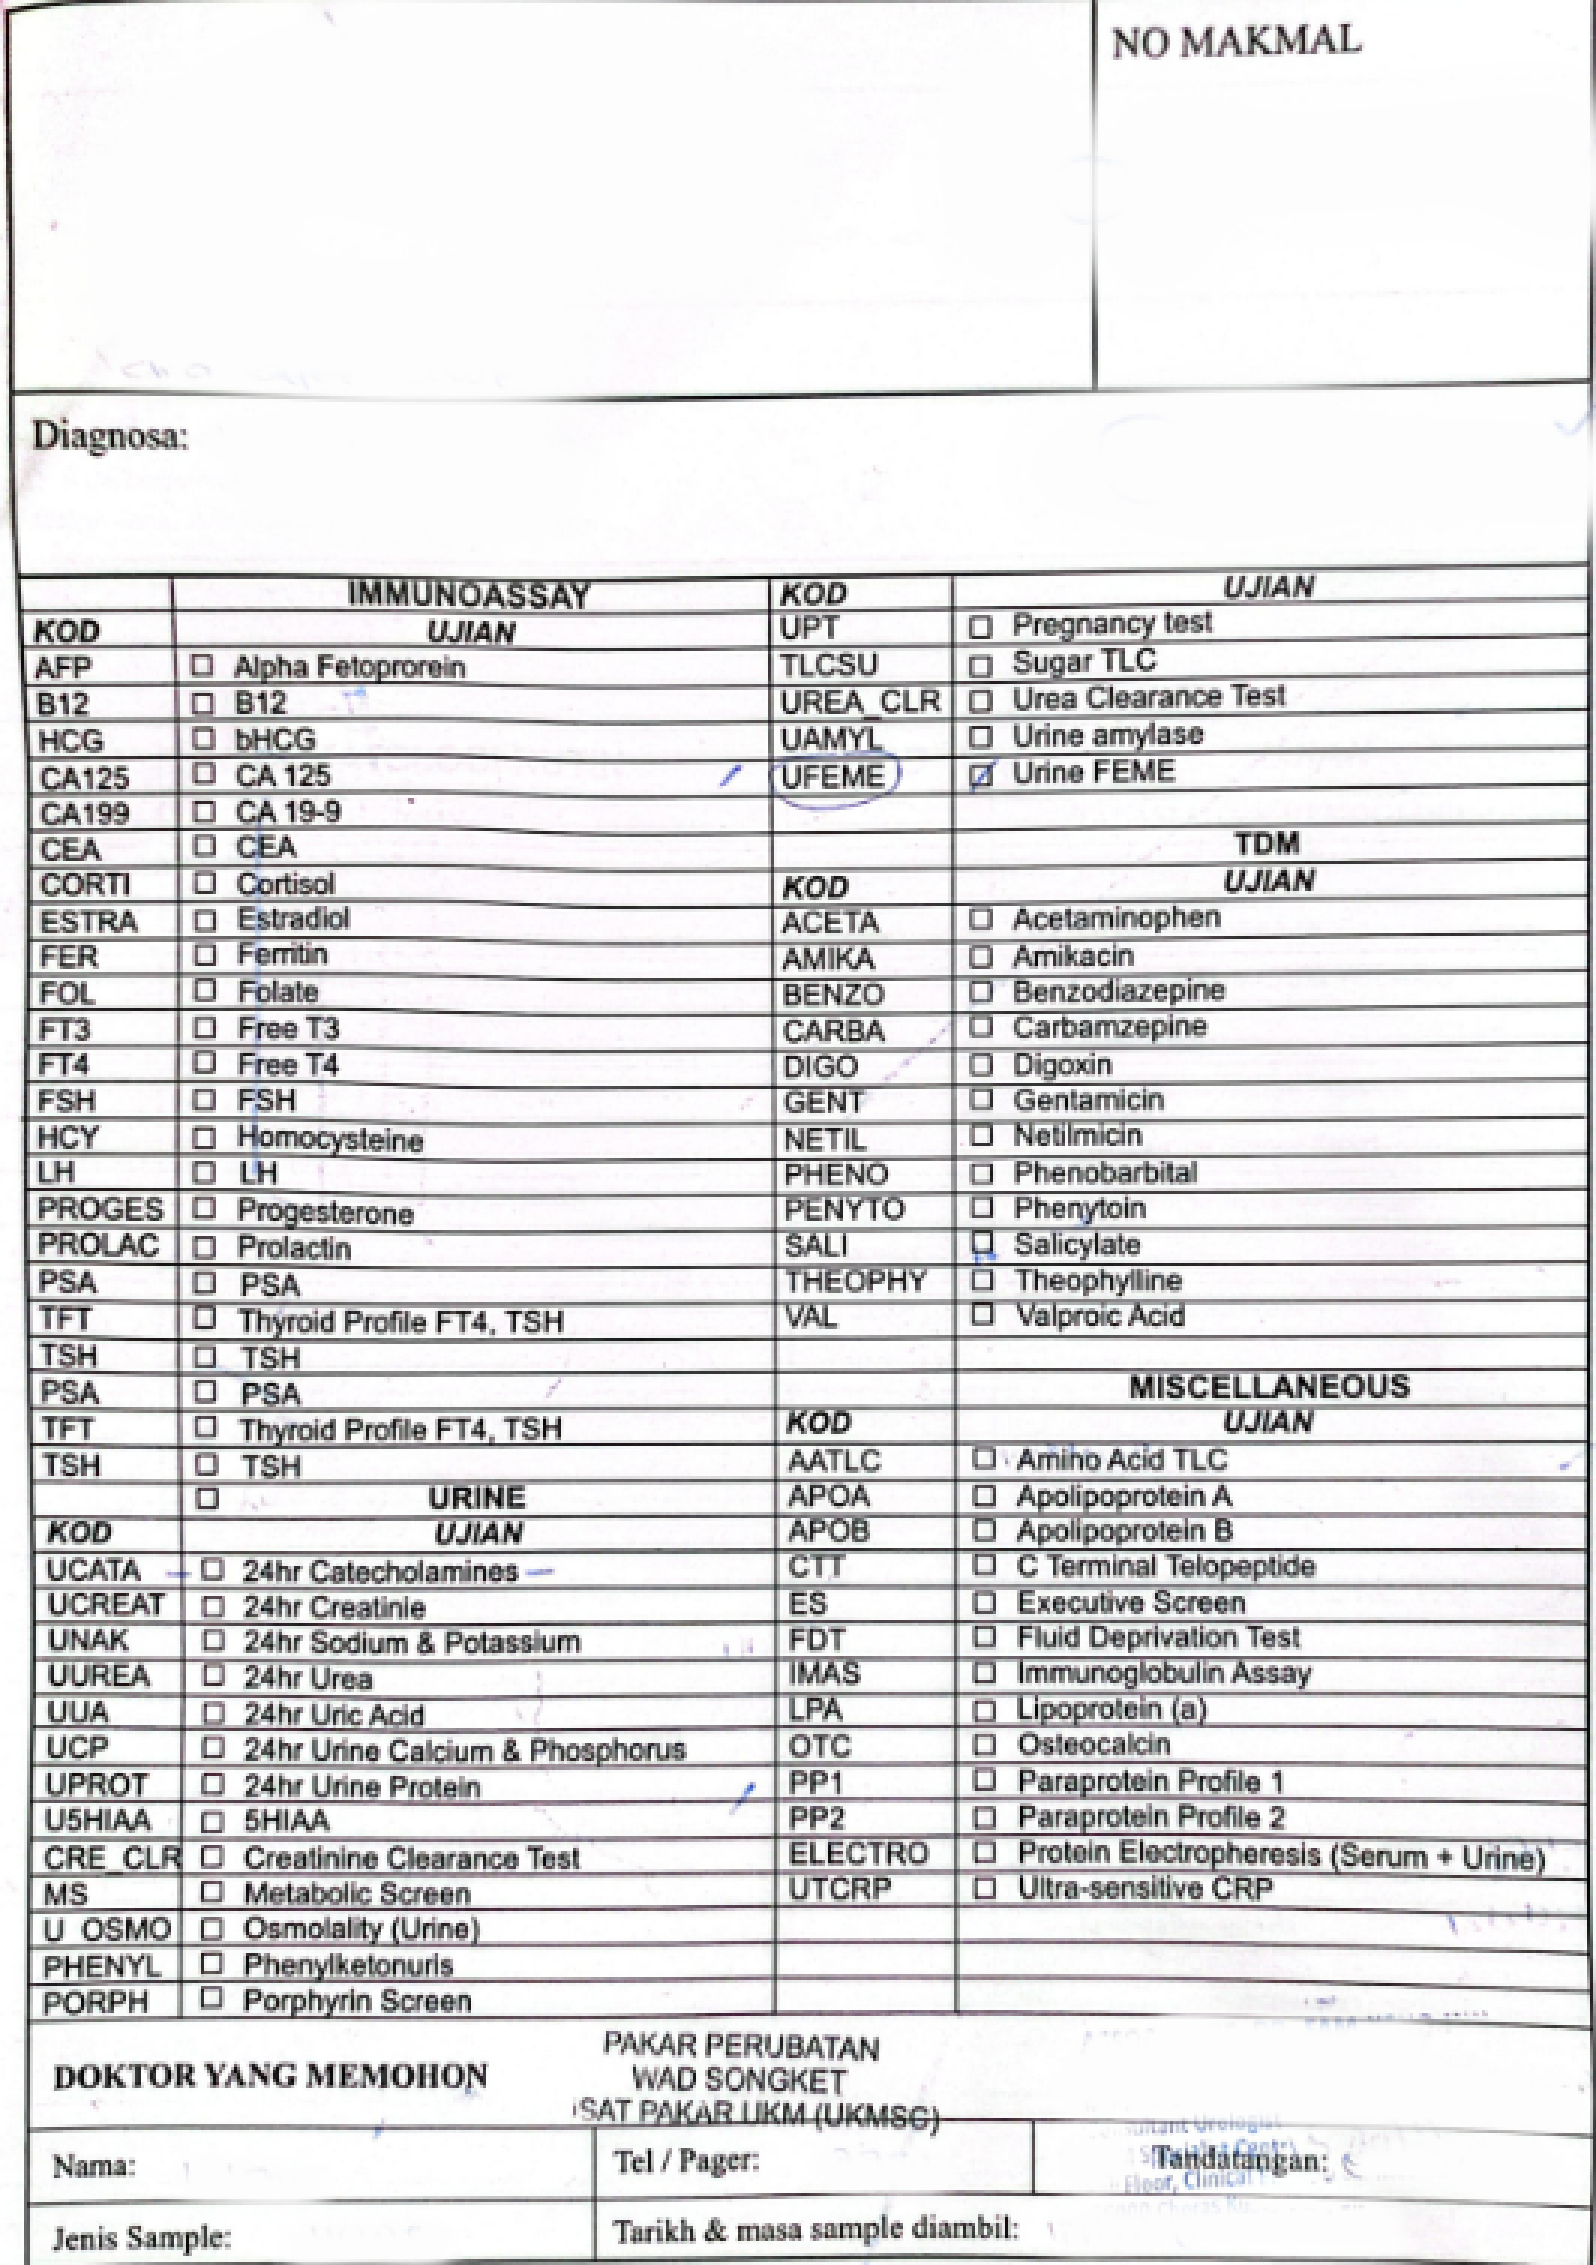 NO MAKMAL
Diagnosa:
IMMUNOASSAY
KOD UJIAN
AFP ☐ Alpha Fetoprorein
B12 ☐ B12
HCG ☐ bHCG
CA125 ☐ CA 125
CA199 ☐ CA 19-9
CEA ☐ CEA
CORTI ☐ Cortisol
ESTRA ☐ Estradiol
FER ☐ Ferritin
FOL ☐ Folate
FT3 ☐ Free T3
FT4 ☐ Free T4
FSH ☐ FSH
HCY ☐ Homocysteine
LH ☐ LH
PROGES ☐ Progesterone
PROLAC ☐ Prolactin
PSA ☐ PSA
TFT ☐ Thyroid Profile FT4, TSH
TSH ☐ TSH
PSA ☐ PSA
TFT ☐ Thyroid Profile FT4, TSH
TSH ☐ TSH
☐ URINE
KOD UJIAN
UCATA ☐ 24hr Catecholamines
UCREAT ☐ 24hr Creatinie
UNAK ☐ 24hr Sodium & Potassium
UUREA ☐ 24hr Urea
UUA ☐ 24hr Uric Acid
UCP ☐ 24hr Urine Calcium & Phosphorus
UPROT ☐ 24hr Urine Protein
U5HIAA ☐ 5HIAA
CRE_CLR ☐ Creatinine Clearance Test
MS ☐ Metabolic Screen
U_OSMO ☐ Osmolality (Urine)
PHENYL ☐ Phenylketonuris
PORPH ☐ Porphyrin Screen
KOD UJIAN
UPT ☐ Pregnancy test
TLCSU ☐ Sugar TLC
UREA_CLR ☐ Urea Clearance Test
UAMYL ☐ Urine amylase
UFEME ☑ Urine FEME
TDM
KOD UJIAN
ACETA ☐ Acetaminophen
AMIKA ☐ Amikacin
BENZO ☐ Benzodiazepine
CARBA ☐ Carbamzepine
DIGO ☐ Digoxin
GENT ☐ Gentamicin
NETIL ☐ Netilmicin
PHENO ☐ Phenobarbital
PENYTO ☐ Phenytoin
SALI ☐ Salicylate
THEOPHY ☐ Theophylline
VAL ☐ Valproic Acid
MISCELLANEOUS
KOD UJIAN
AATLC ☐ Amino Acid TLC
APOA ☐ Apolipoprotein A
APOB ☐ Apolipoprotein B
CTT ☐ C Terminal Telopeptide
ES ☐ Executive Screen
FDT ☐ Fluid Deprivation Test
IMAS ☐ Immunoglobulin Assay
LPA ☐ Lipoprotein (a)
OTC ☐ Osteocalcin
PP1 ☐ Paraprotein Profile 1
PP2 ☐ Paraprotein Profile 2
ELECTRO ☐ Protein Electropheresis (Serum + Urine)
UTCRP ☐ Ultra-sensitive CRP
DOKTOR YANG MEMOHON
PAKAR PERUBATAN
WAD SONGKET
SAT PAKAR UKM (UKMSC)
Urologist
Floor, Clinical
Cheras
Nama:
Tel / Pager:
Tandatangan:
Jenis Sample:
Tarikh & masa sample diambil: